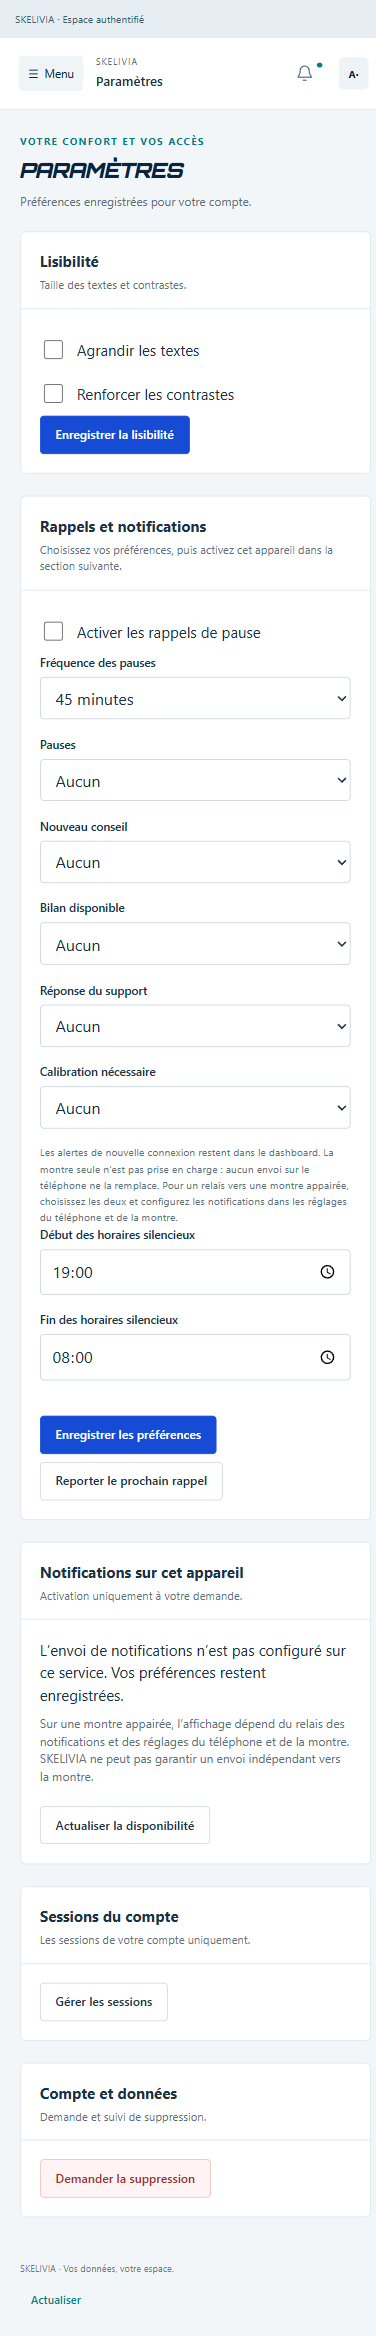 SKELIVIA · Espace authentifié
☰ Menu
SKELIVIA
Paramètres
A·
VOTRE CONFORT ET VOS ACCÈS
PARAMÈTRES
Préférences enregistrées pour votre compte.
Lisibilité
Taille des textes et contrastes.
Agrandir les textes
Renforcer les contrastes
Enregistrer la lisibilité
Rappels et notifications
Choisissez vos préférences, puis activez cet appareil dans la
section suivante.
Activer les rappels de pause
Fréquence des pauses
45 minutes
Pauses
Aucun
Nouveau conseil
Aucun
Bilan disponible
Aucun
Réponse du support
Aucun
Calibration nécessaire
Aucun
Les alertes de nouvelle connexion restent dans le dashboard. La
montre seule n'est pas prise en charge : aucun envoi sur le
téléphone ne la remplace. Pour un relais vers une montre appairée,
choisissez les deux et configurez les notifications dans les réglages
du téléphone et de la montre.
Début des horaires silencieux
19:00
Fin des horaires silencieux
08:00
Enregistrer les préférences
Reporter le prochain rappel
Notifications sur cet appareil
Activation uniquement à votre demande.
L’envoi de notifications n’est pas configuré sur
ce service. Vos préférences restent
enregistrées.
Sur une montre appairée, l’affichage dépend du relais des
notifications et des réglages du téléphone et de la montre.
SKELIVIA ne peut pas garantir un envoi indépendant vers
la montre.
Actualiser la disponibilité
Sessions du compte
Les sessions de votre compte uniquement.
Gérer les sessions
Compte et données
Demande et suivi de suppression.
Demander la suppression
SKELIVIA · Vos données, votre espace.
Actualiser